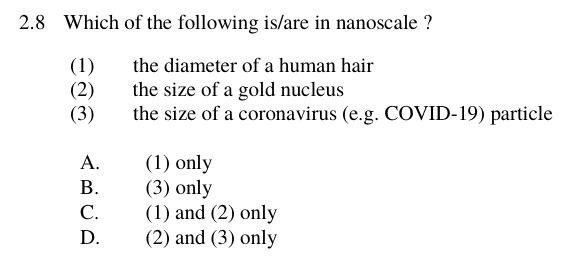 2.8 Which of the following is/are in nanoscale ?
(1) the diameter of a human hair
(2) the size of a gold nucleus
(3) the size of a coronavirus (e.g. COVID-19) particle
A. (1) only
B. (3) only
C. (1) and (2) only
D. (2) and (3) only